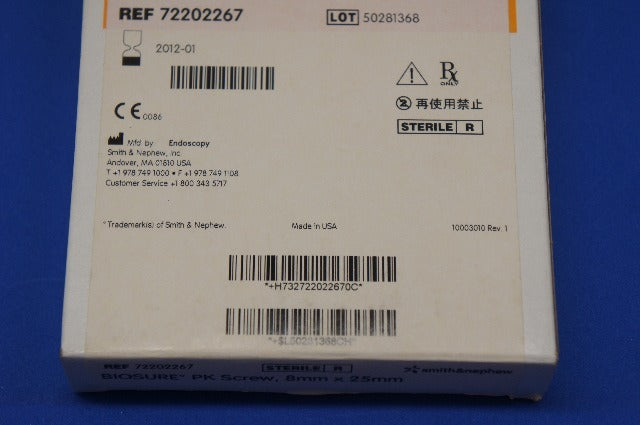 REF 72202267 LOT 50281368
2012-01
Rx ONLY
CE 0086
2 再使用禁止
STERILE R
Mfd. by: Endoscopy
Smith & Nephew, Inc.
Andover, MA 01810 USA
T +1 978 749 1000 • F +1 978 749 1108
Customer Service +1 800 343 5717
*Trademark(s) of Smith & Nephew. Made in USA 10003010 Rev. 1
*+H732722022670C*
*+$L50281368CH*
REF 72202267 STERILE R smith&nephew
BIOSURE* PK Screw, 8mm x 25mm